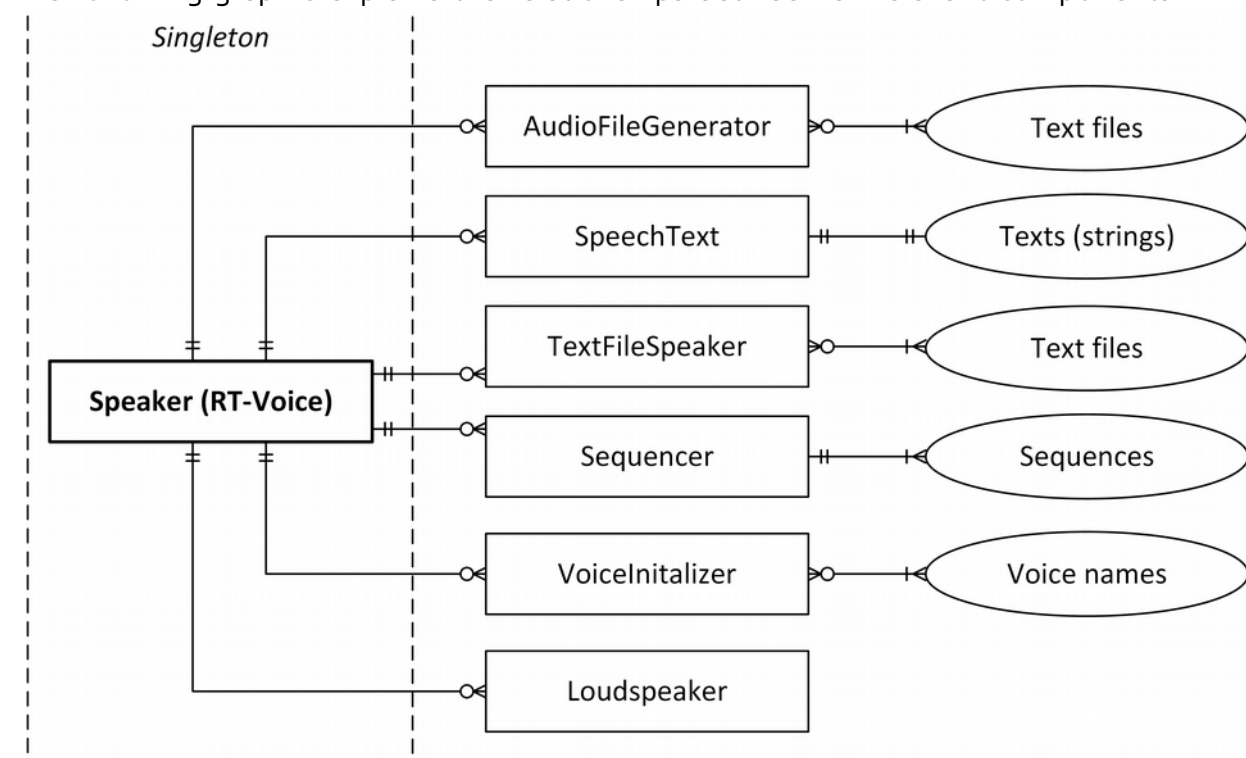 Singleton
AudioFileGenerator
Text files
SpeechText
Texts (strings)
TextFileSpeaker
Text files
Speaker (RT-Voice)
Sequencer
Sequences
VoiceInitalizer
Voice names
Loudspeaker